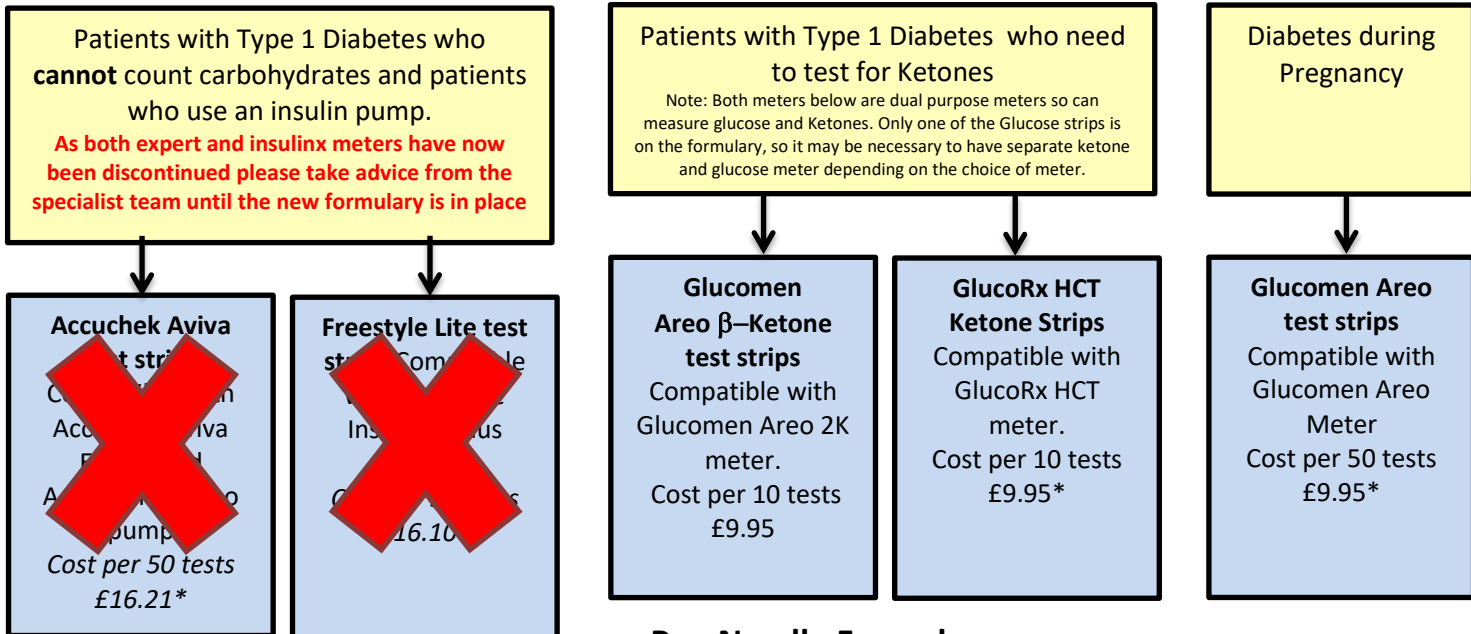 Patients with Type 1 Diabetes who
cannot count carbohydrates and patients
who use an insulin pump.
As both expert and insulinx meters have now
been discontinued please take advice from the
specialist team until the new formulary is in place
Accuchek Aviva
pump
Cost per 50 tests
£16.21*
Freestyle Lite test
16.10
Patients with Type 1 Diabetes who need
to test for Ketones
Note: Both meters below are dual purpose meters so can
measure glucose and Ketones. Only one of the Glucose strips is
on the formulary, so it may be necessary to have separate ketone
and glucose meter depending on the choice of meter.
Glucomen
Areo β–Ketone
test strips
Compatible with
Glucomen Areo 2K
meter.
Cost per 10 tests
£9.95
GlucoRx HCT
Ketone Strips
Compatible with
GlucoRx HCT
meter.
Cost per 10 tests
£9.95*
Diabetes during
Pregnancy
Glucomen Areo
test strips
Compatible with
Glucomen Areo
Meter
Cost per 50 tests
£9.95*